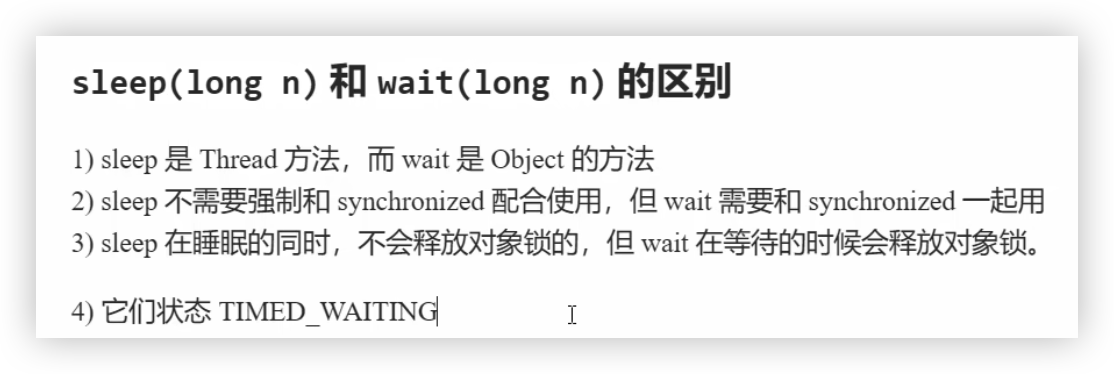 sleep(long n) 和 wait(long n) 的区别
1) sleep 是 Thread 方法，而 wait 是 Object 的方法
2) sleep 不需要强制和 synchronized 配合使用，但 wait 需要和 synchronized 一起用
3) sleep 在睡眠的同时，不会释放对象锁的，但 wait 在等待的时候会释放对象锁。
4) 它们状态 TIMED_WAITING